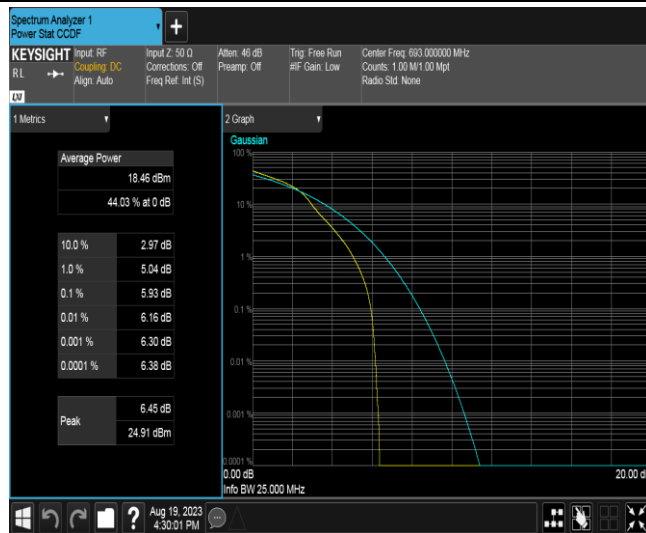 Spectrum Analyzer 1
Power Stat CCDF
+
KEYSIGHT
RL
Input: RF
Coupling: DC
Align: Auto
Input Z: 50 Ω
Corrections: Off
Freq Ref: Int (S)
Atten: 46 dB
Preamp: Off
Trig: Free Run
#IF Gain: Low
Center Freq: 693.000000 MHz
Counts: 1.00 M/1.00 Mpt
Radio Std: None
1 Metrics
Average Power
18.46 dBm
44.03 % at 0 dB
10.0 % 2.97 dB
1.0 % 5.04 dB
0.1 % 5.93 dB
0.01 % 6.16 dB
0.001 % 6.30 dB
0.0001 % 6.38 dB
Peak
6.45 dB
24.91 dBm
2 Graph
Gaussian
100 %
10 %
1 %
0.1 %
0.01 %
0.001 %
0.0001 %
0.00 dB
20.00 d
Info BW 25.000 MHz
?
Aug 19, 2023
4:30:01 PM